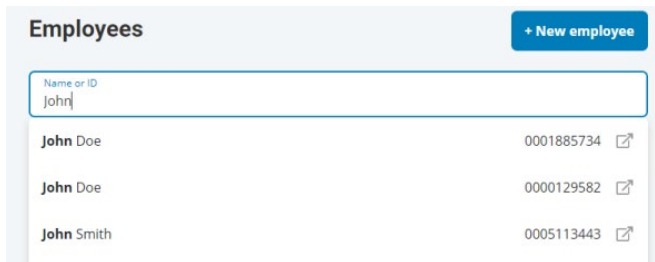 Employees
+ New employee
Name or ID
John
John Doe 0001885734
John Doe 0000129582
John Smith 0005113443